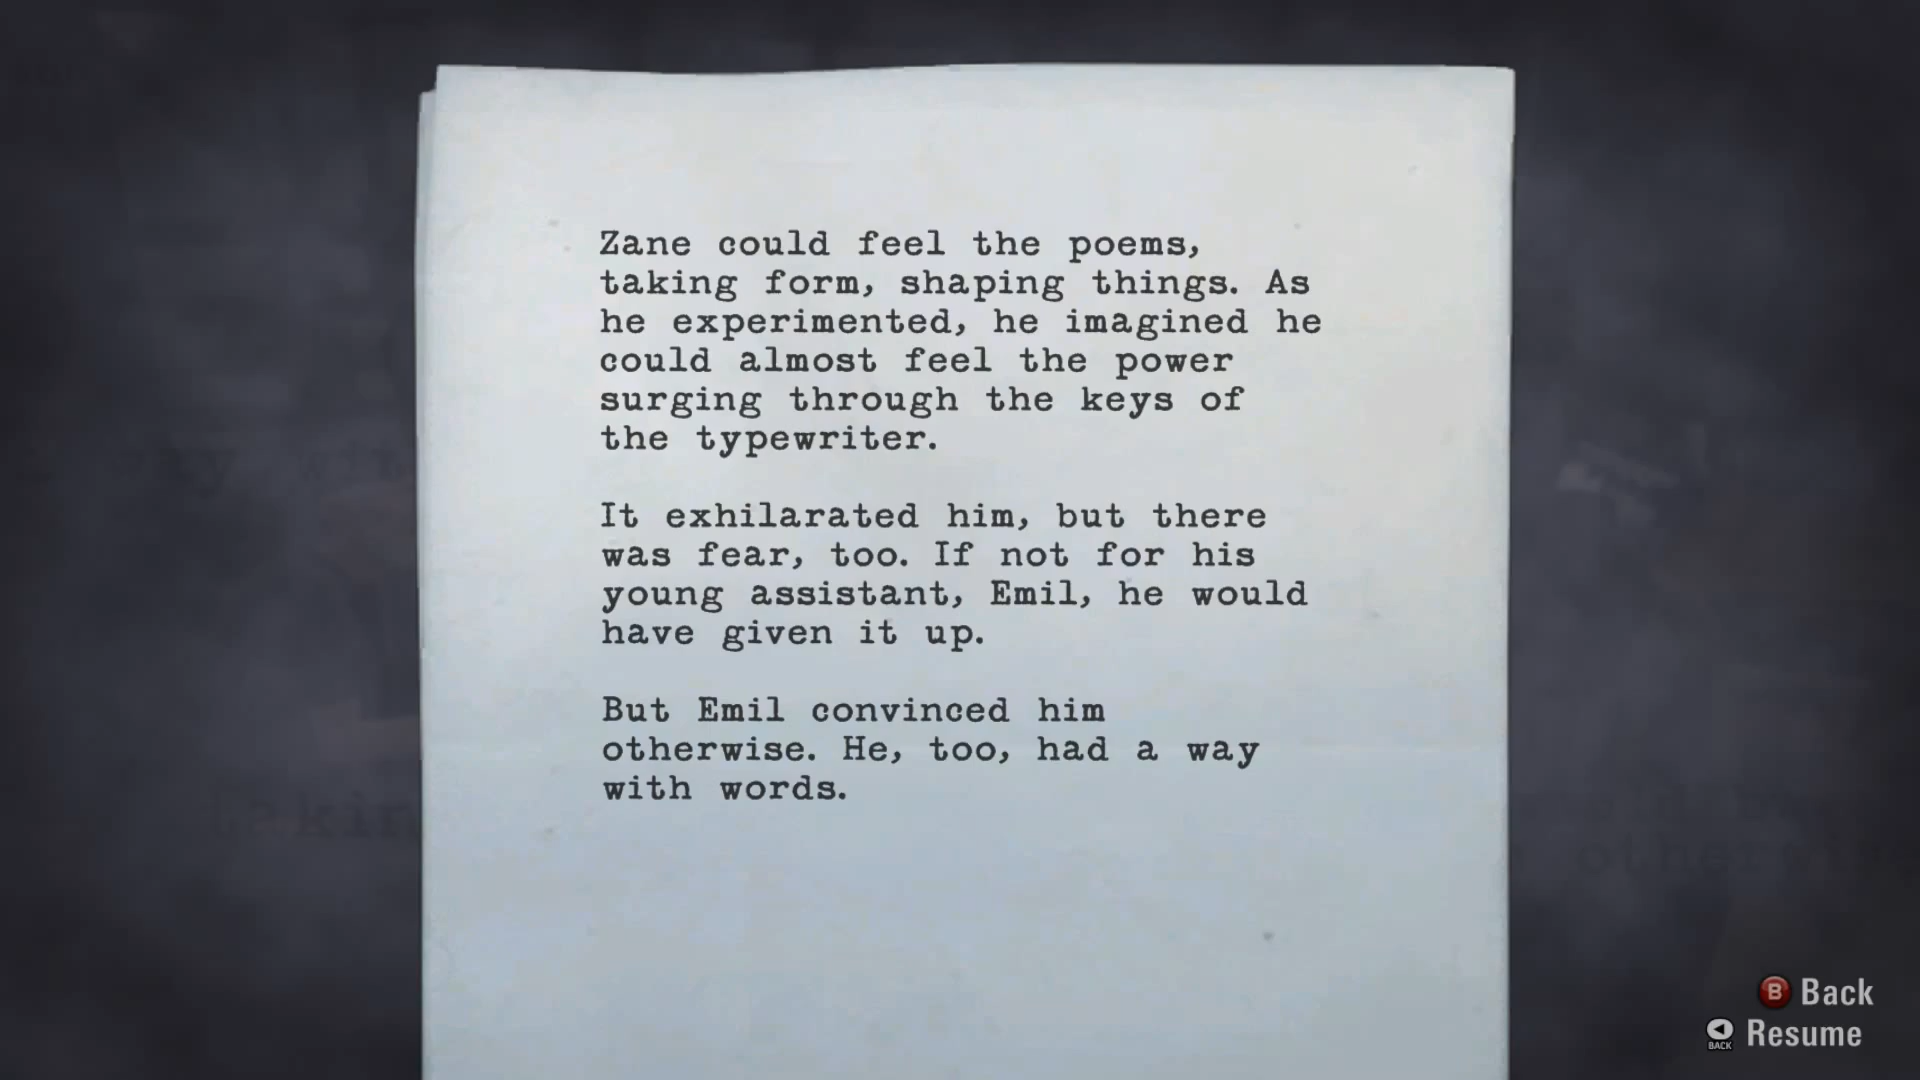 Zane could feel the poems,
taking form, shaping things. As
he experimented, he imagined he
could almost feel the power
surging through the keys of
the typewriter.
It exhilarated him, but there
was fear, too. If not for his
young assistant, Emil, he would
have given it up.
But Emil convinced him
otherwise. He, too, had a way
with words.
B Back
BACK Resume